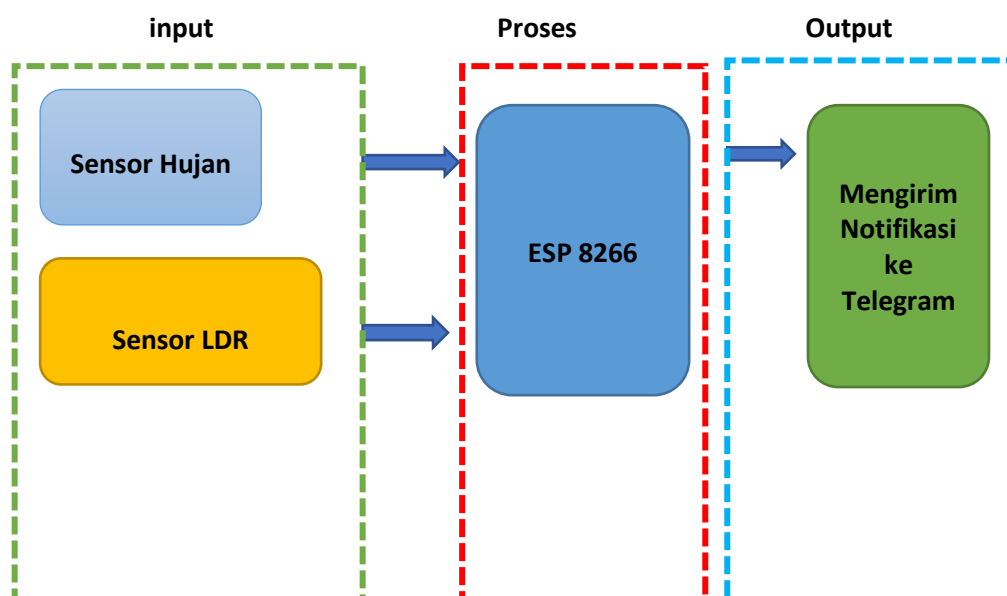 input
Proses
Output
Sensor Hujan
Sensor LDR
ESP 8266
Mengirim
Notifikasi
ke
Telegram